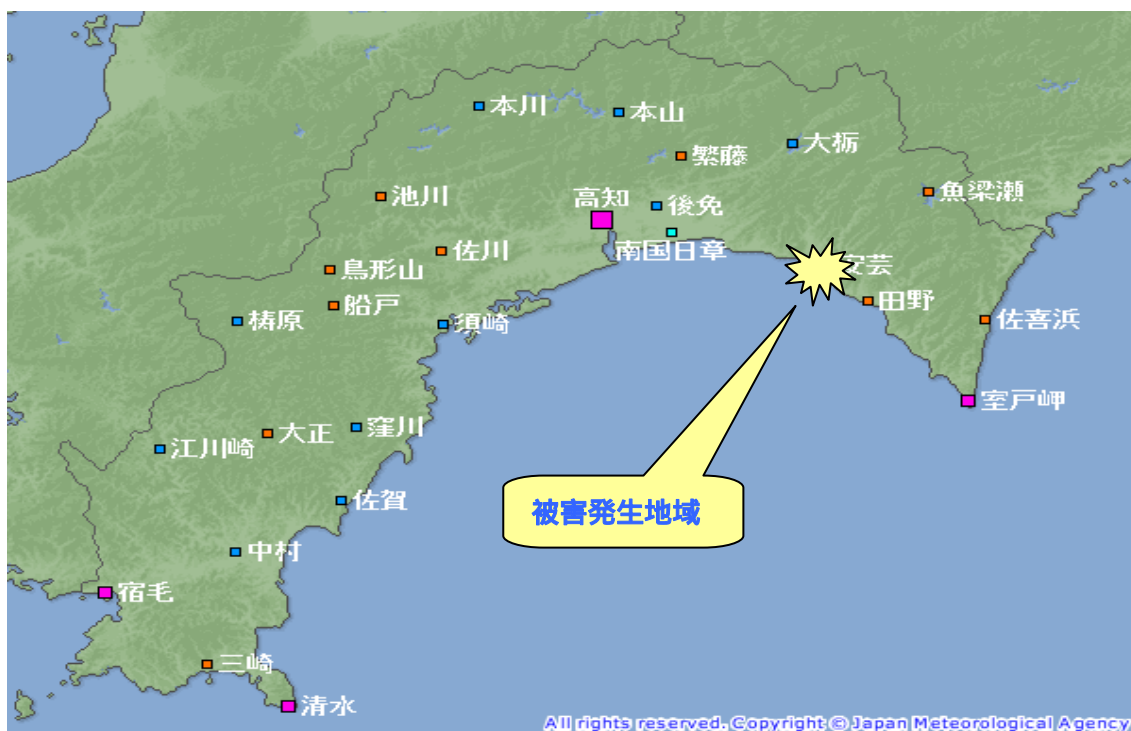 本川
本山
大栃
繁藤
魚梁瀬
池川
高知
後免
佐川
南国日章
鳥形山
安芸
船戸
田野
梼原
須崎
佐喜浜
室戸岬
窪川
大正
江川崎
佐賀
被害発生地域
中村
宿毛
三崎
清水
All rights reserved. Copyright © Japan Meteorological Agency